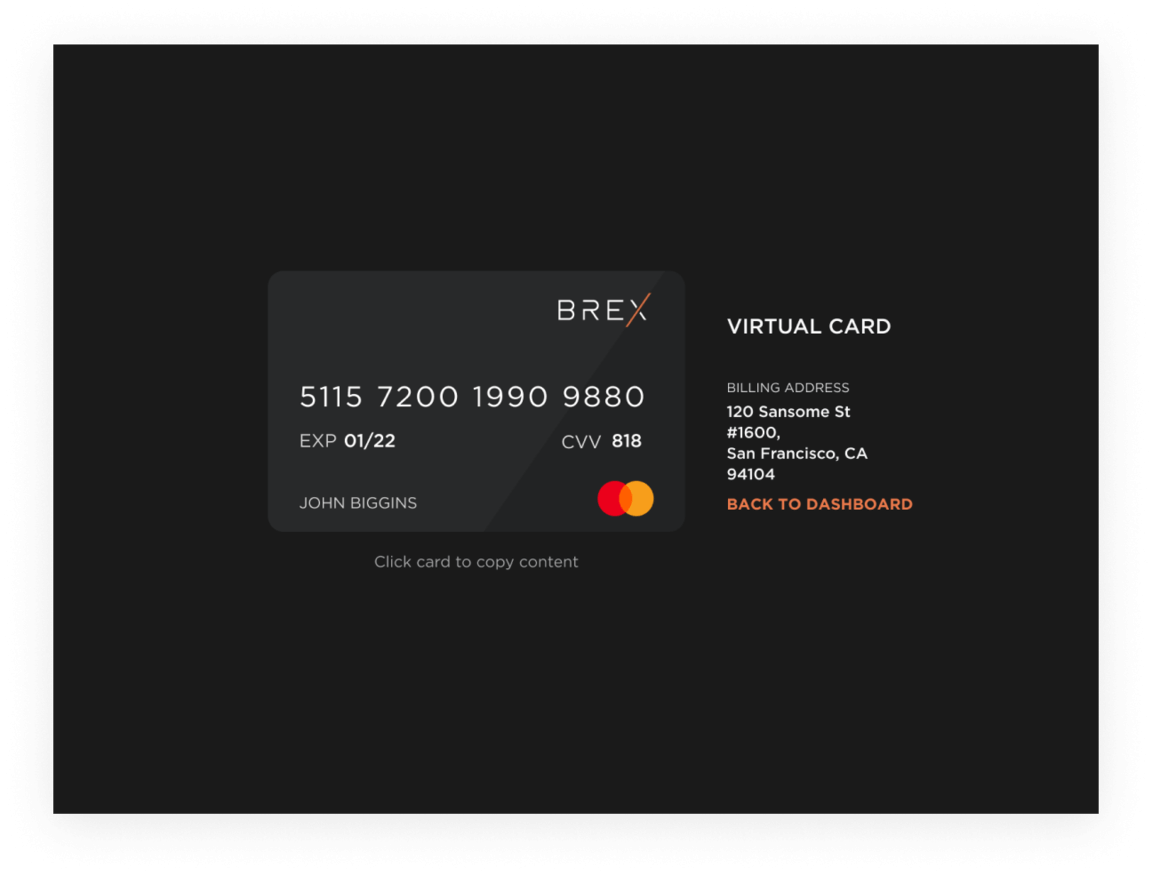 BREX
5115 7200 1990 9880
EXP 01/22 CVV 818
JOHN BIGGINS
Click card to copy content
VIRTUAL CARD
BILLING ADDRESS
120 Sansome St
#1600,
San Francisco, CA
94104
BACK TO DASHBOARD